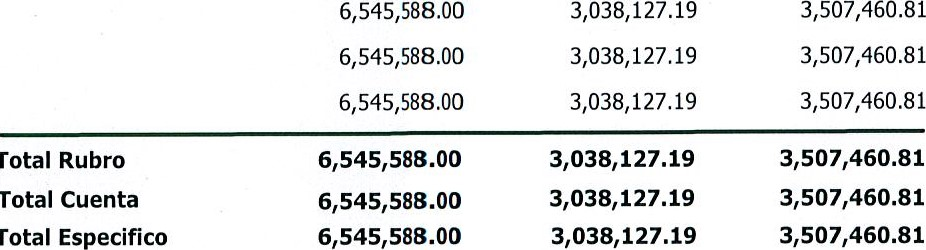 6,545,588.00 3,038,127.19 3,507,460.81
6,545,588.00 3,038,127.19 3,507,460.81
6,545,588.00 3,038,127.19 3,507,460.81
Total Rubro 6,545,588.00 3,038,127.19 3,507,460.81
Total Cuenta 6,545,588.00 3,038,127.19 3,507,460.81
Total Especifico 6,545,588.00 3,038,127.19 3,507,460.81